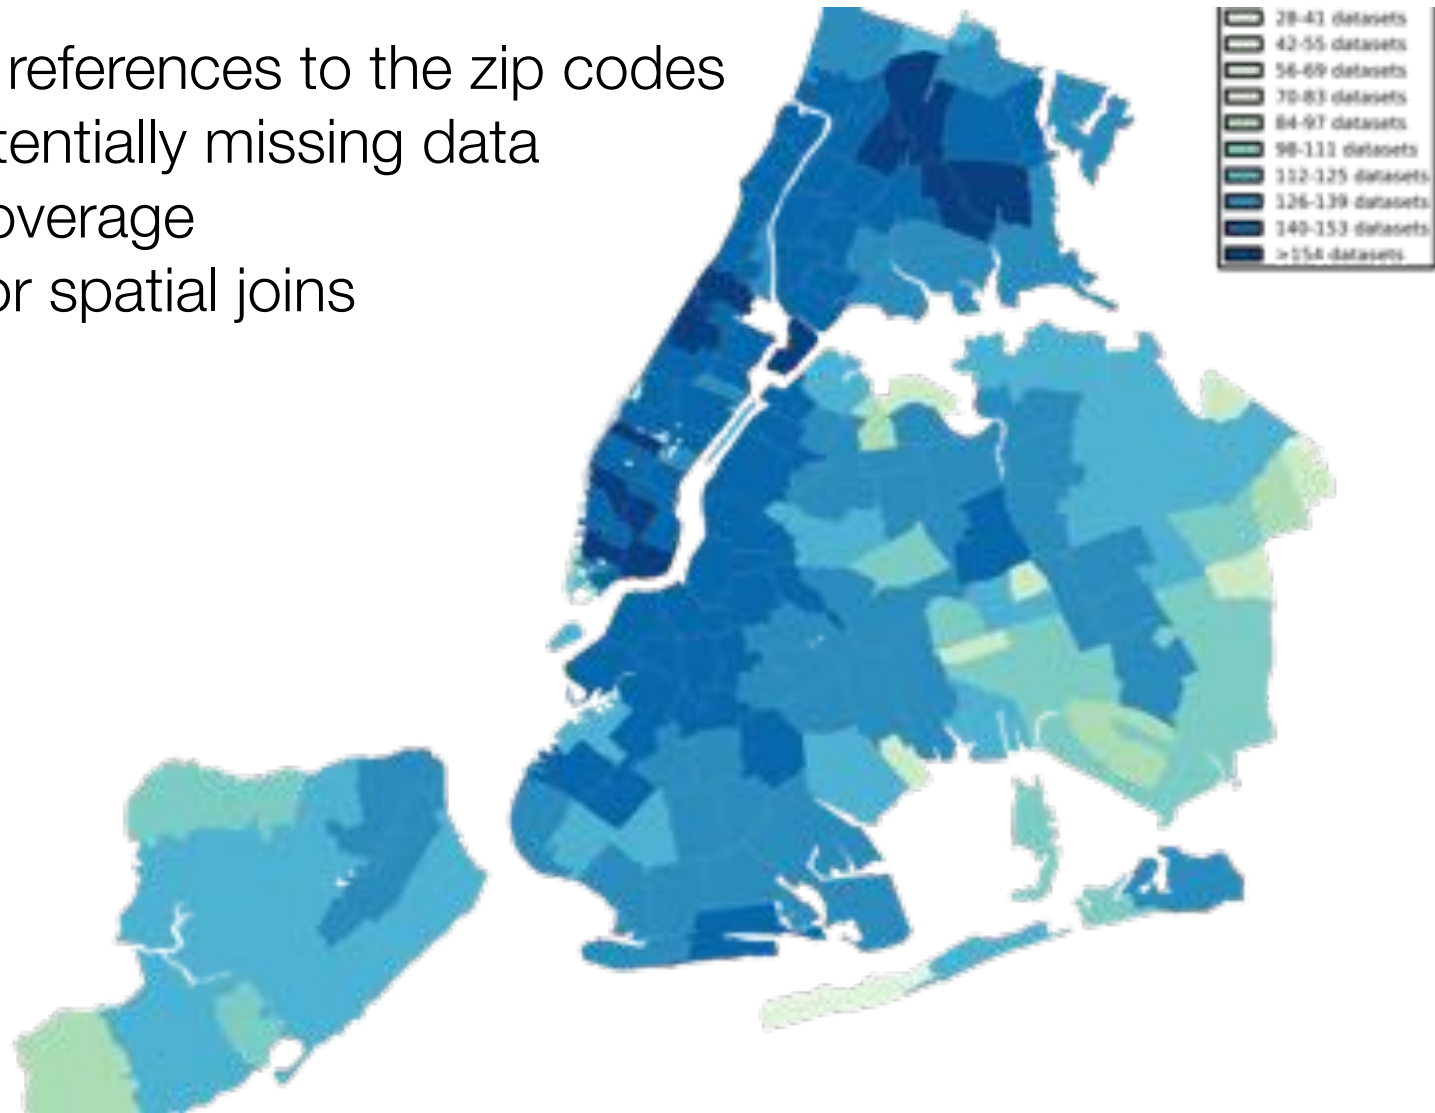 references to the zip codes
tentially missing data
overage
or spatial joins
28-41 datasets
42-55 datasets
56-69 datasets
70-83 datasets
84-97 datasets
98-111 datasets
112-125 datasets
126-139 datasets
140-153 datasets
>154 datasets